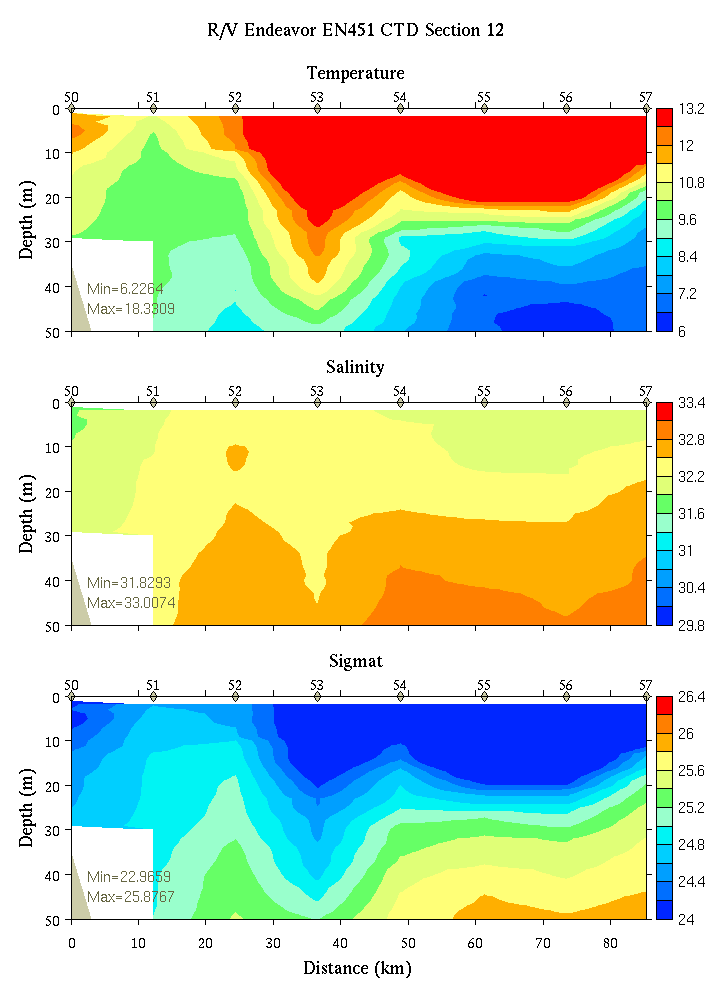 R/V Endeavor EN451 CTD Section 12
Temperature
50 51 52 53 54 55 56 57
0
10
20
30
40
50
Depth (m)
Min=6.2264
Max=18.3309
13.2
12
10.8
9.6
8.4
7.2
6
Salinity
50 51 52 53 54 55 56 57
0
10
20
30
40
50
Depth (m)
Min=31.8293
Max=33.0074
33.4
32.8
32.2
31.6
31
30.4
29.8
Sigmat
50 51 52 53 54 55 56 57
0
10
20
30
40
50
Depth (m)
Min=22.9659
Max=25.8767
26.4
26
25.6
25.2
24.8
24.4
24
0 10 20 30 40 50 60 70 80
Distance (km)